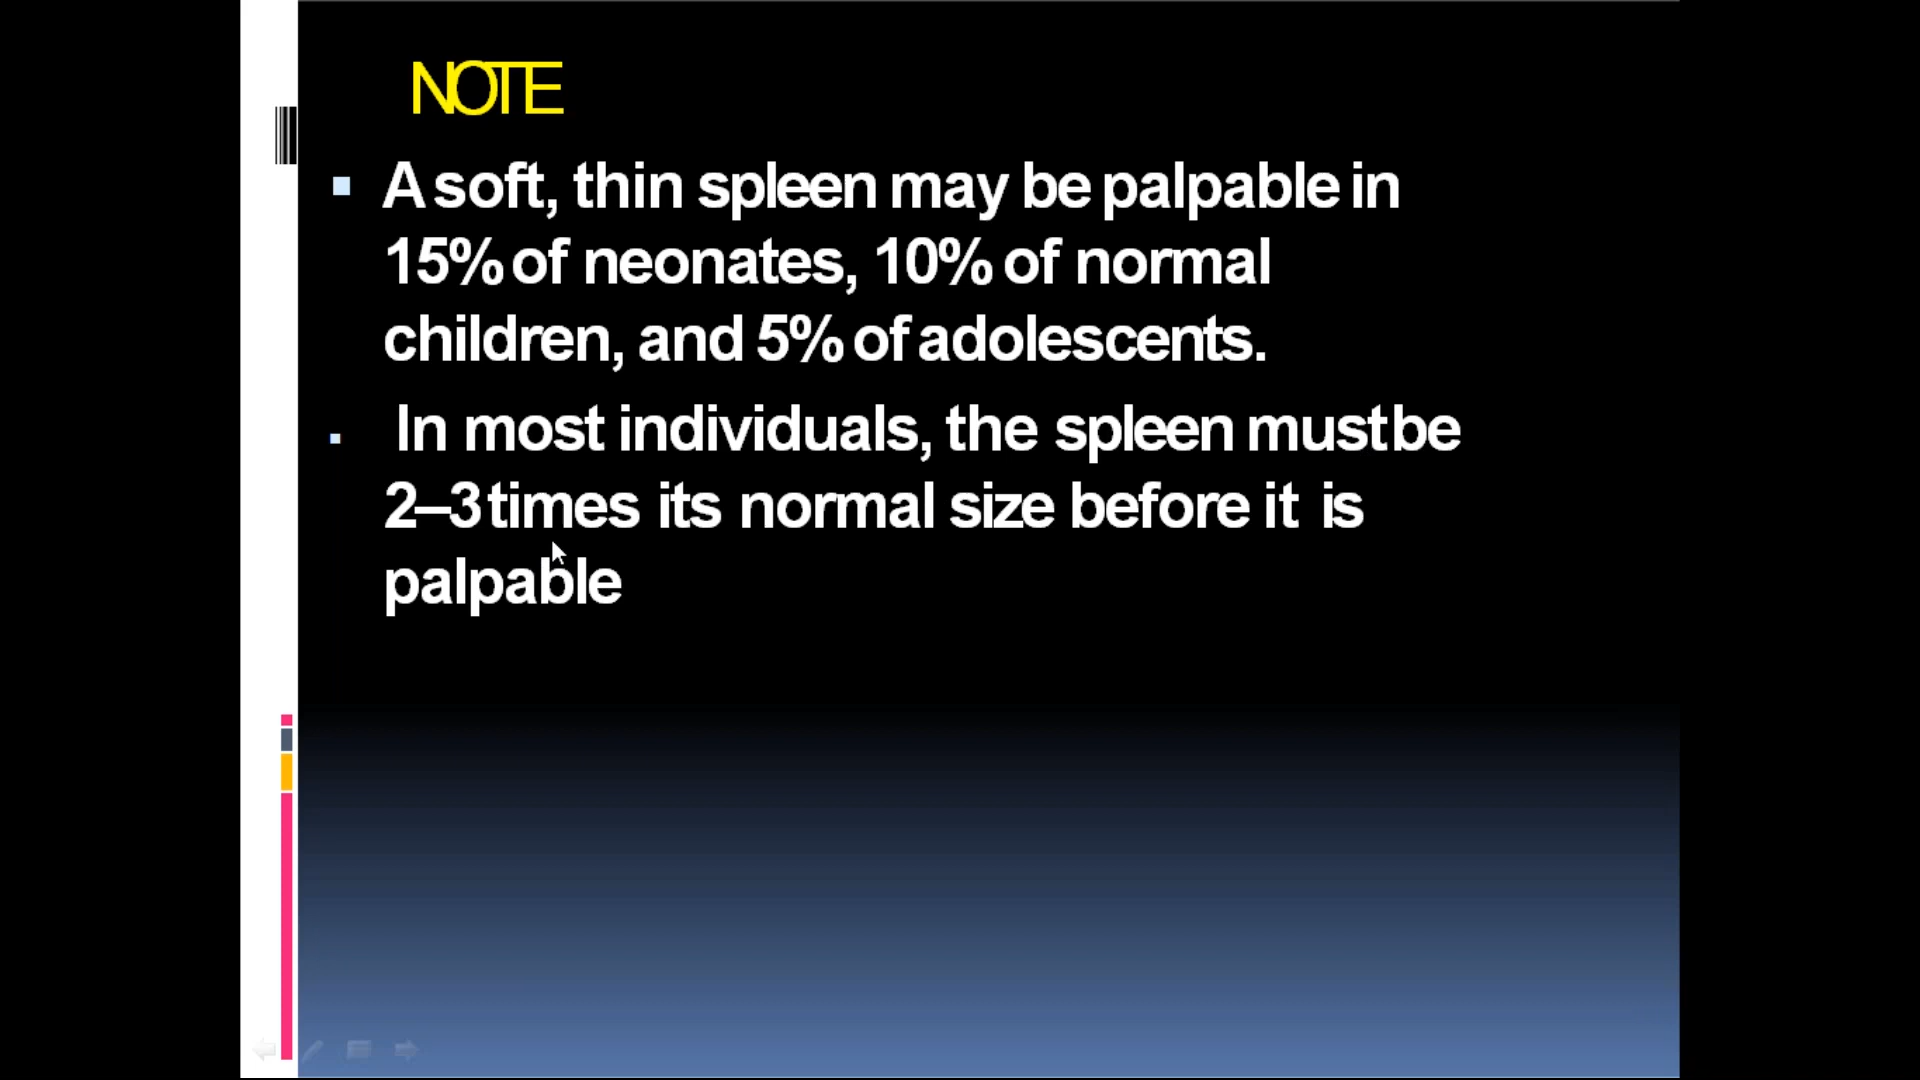 NOTE
A soft, thin spleen may be palpable in
15% of neonates, 10% of normal
children, and 5% of adolescents.
In most individuals, the spleen must be
2–3 times its normal size before it is
palpable